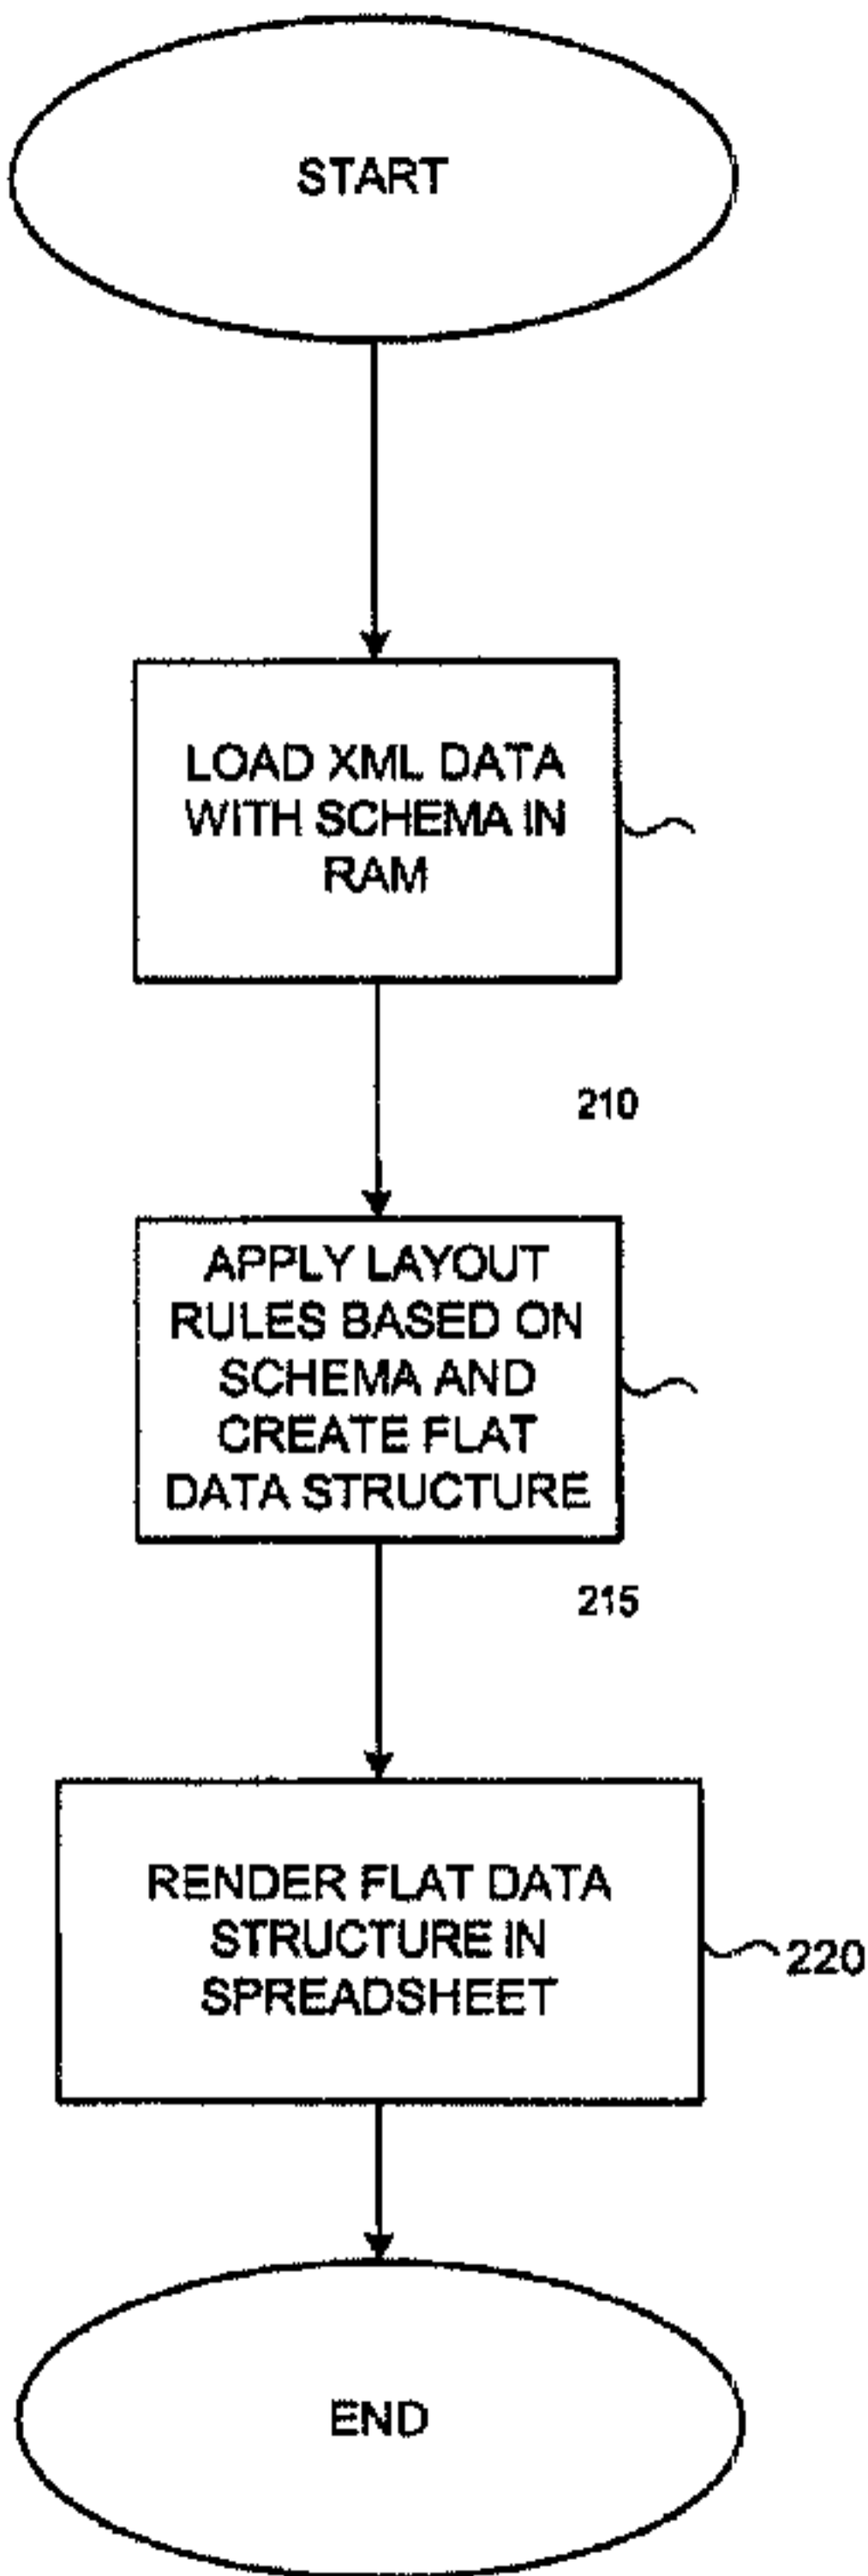 START
LOAD XML DATA
WITH SCHEMA IN
RAM
210
APPLY LAYOUT
RULES BASED ON
SCHEMA AND
CREATE FLAT
DATA STRUCTURE
215
RENDER FLAT DATA
STRUCTURE IN
SPREADSHEET
220
END